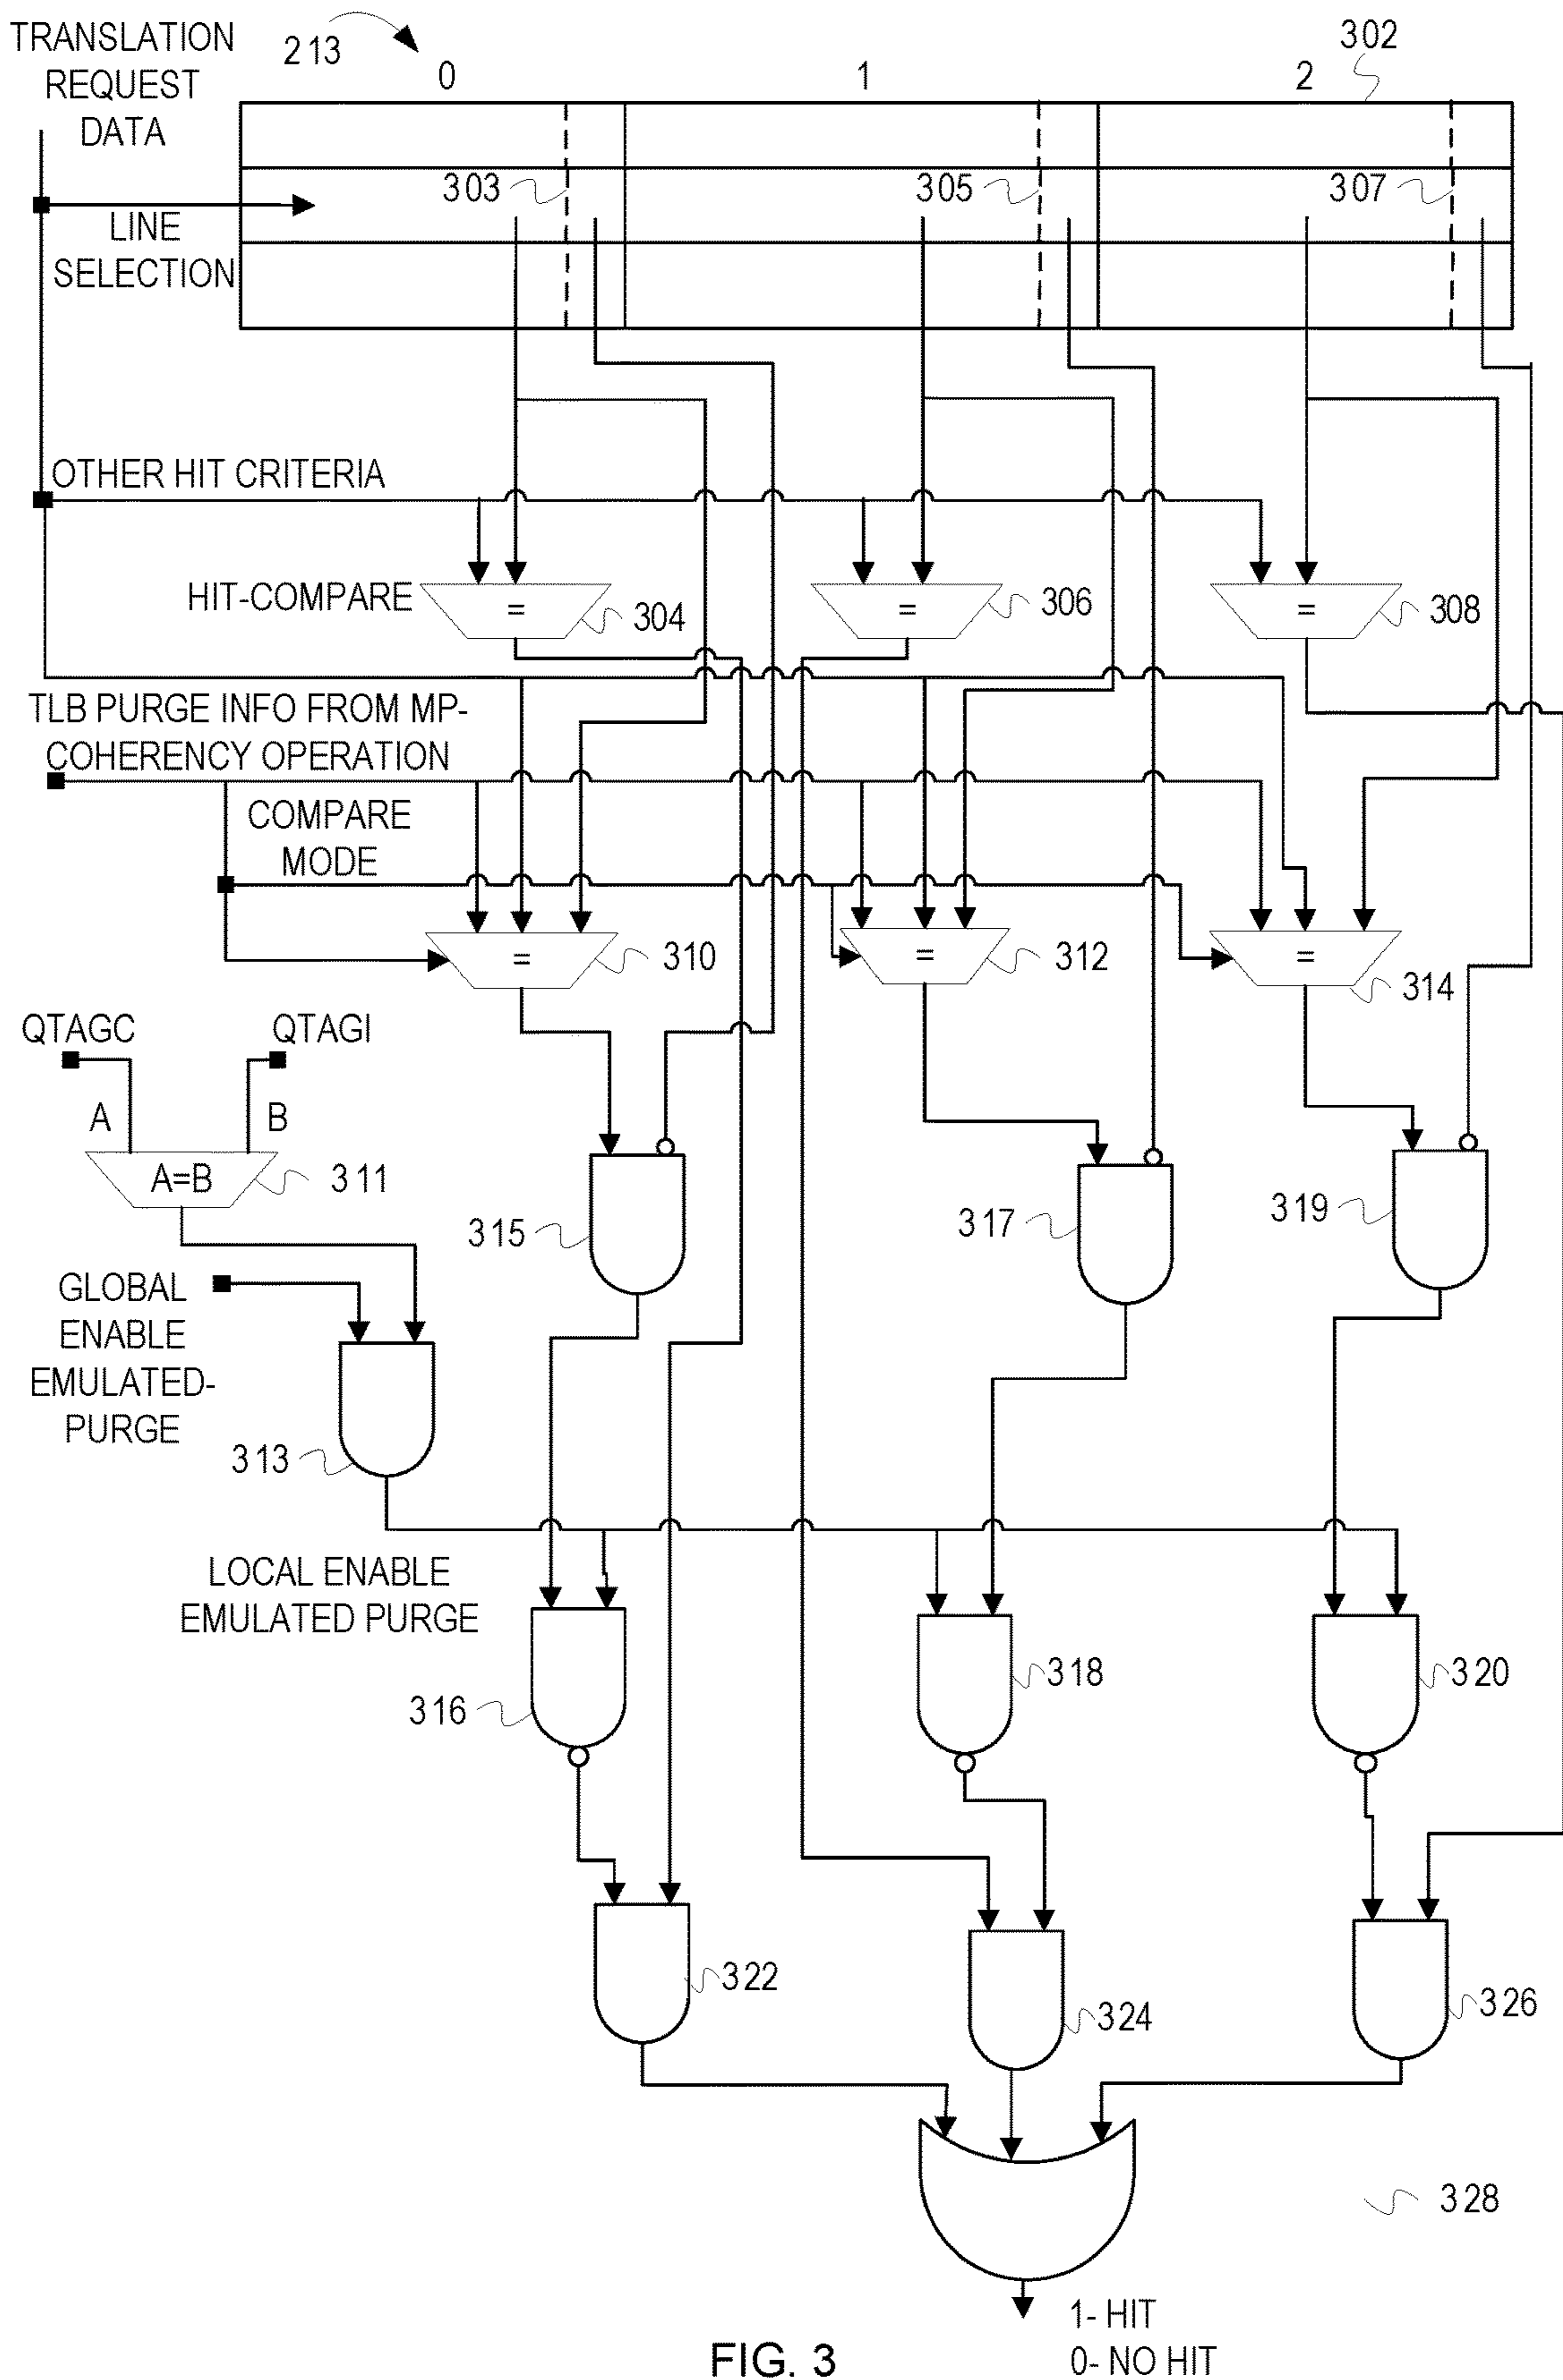 TRANSLATION
REQUEST
DATA
213
0
1
2
302
303
305
307
LINE
SELECTION
OTHER HIT CRITERIA
HIT-COMPARE
=
304
=
306
=
308
TLB PURGE INFO FROM MP-
COHERENCY OPERATION
COMPARE
MODE
=
310
=
312
=
314
QTAGC
QTAGI
A
B
A=B
311
315
317
319
GLOBAL
ENABLE
EMULATED-
PURGE
313
LOCAL ENABLE
EMULATED PURGE
316
318
320
322
324
326
328
1- HIT
0- NO HIT
FIG. 3